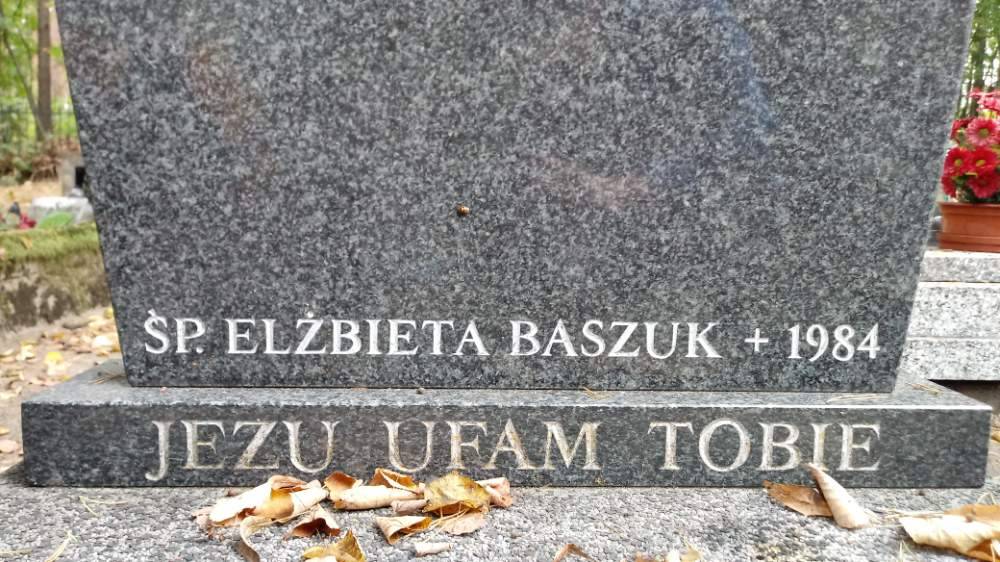 ŚP. ELŻBIETA BASZUK + 1984
JEZU UFAM TOBIE